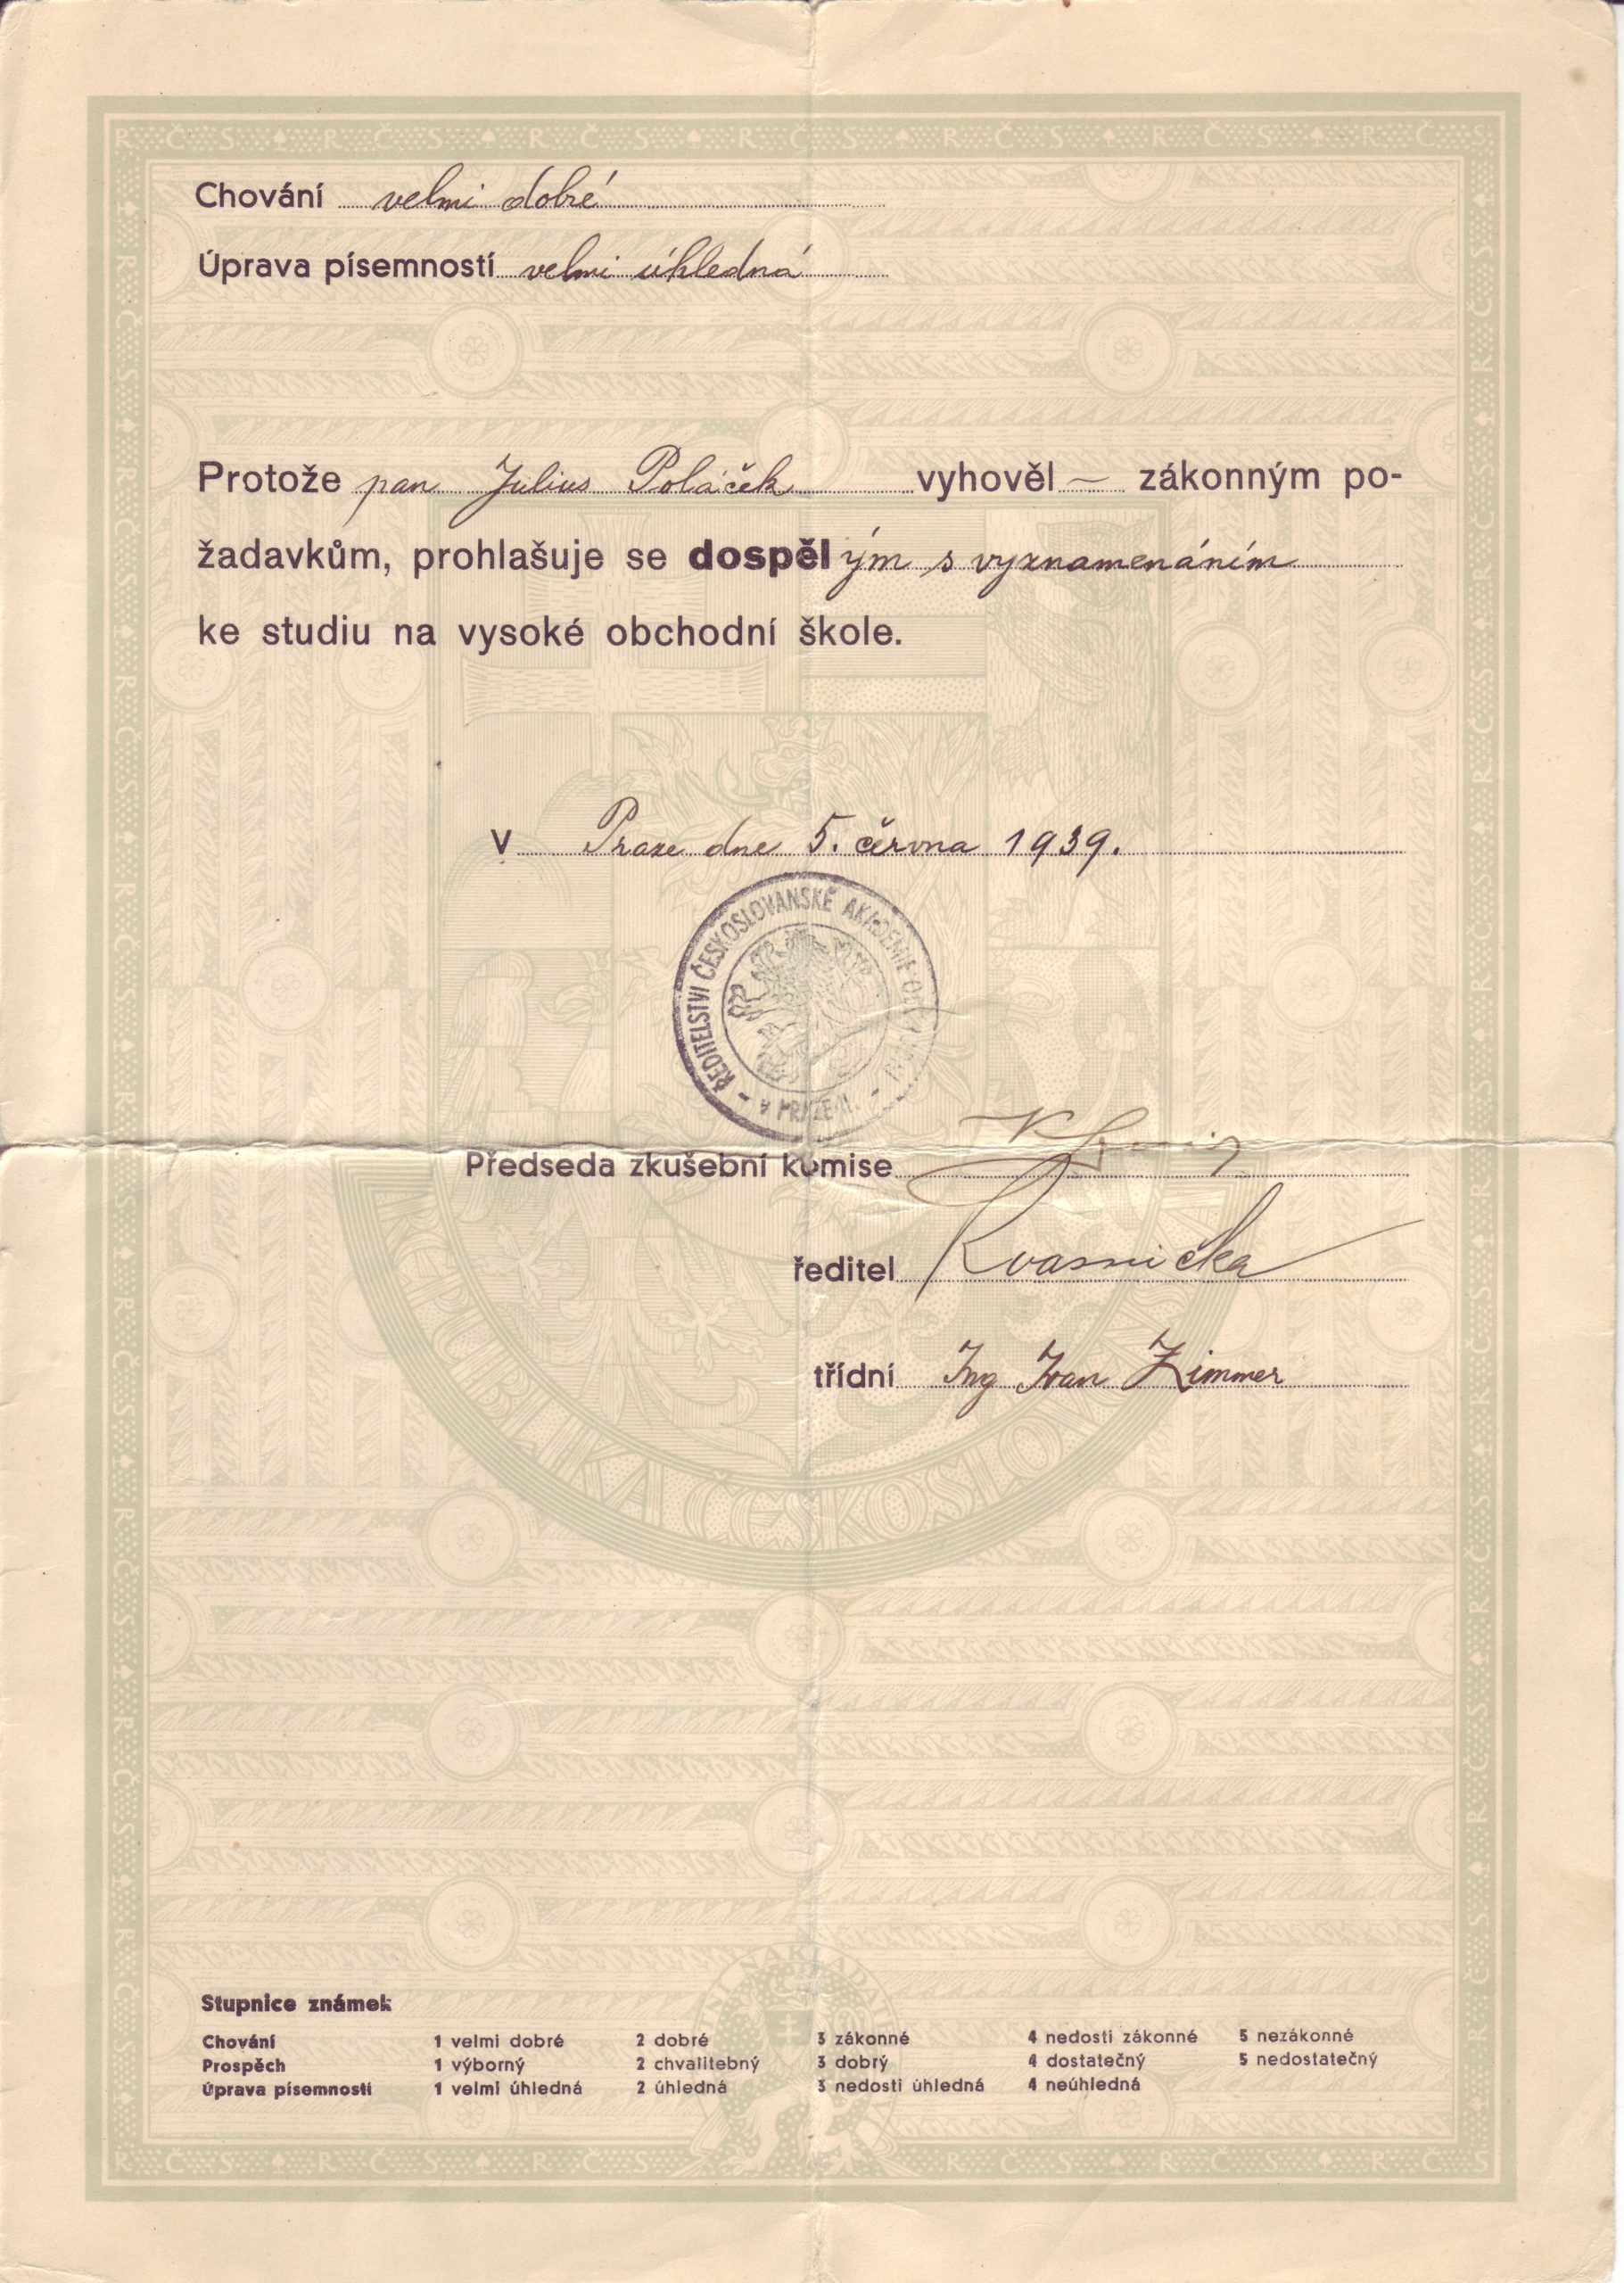 Chování velmi dobré
Úprava písemností velmi úhledná
Protože pan Julius Poláček vyhověl ~ zákonným po-
žadavkům, prohlašuje se dospělým s vyznamenáním
ke studiu na vysoké obchodní škole.
V Praze dne 5. června 1939.
ŘEDITELSTVÍ ČESKOSLOVANSKÉ AKADEMIE
V PRAZE II.
Předseda zkušební komise
ředitel Kvasnička
třídní Ing Ivan Zimmer
REPUBLIKA ČESKOSLOVENSKÁ
Stupnice známek
Chování 1 velmi dobré 2 dobré 3 zákonné 4 nedosti zákonné 5 nezákonné
Prospěch 1 výborný 2 chvalitebný 3 dobrý 4 dostatečný 5 nedostatečný
Úprava písemností 1 velmi úhledná 2 úhledná 3 nedosti úhledná 4 neúhledná